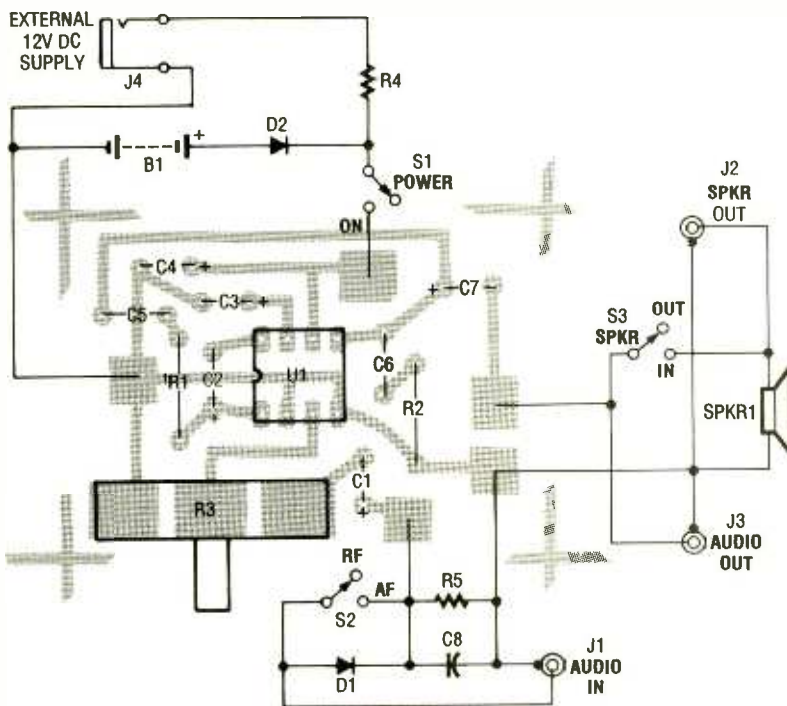 EXTERNAL
12V DC
SUPPLY
J4
R4
D2
+
B1
S1
POWER
J2
SPKR
OUT
ON
C4 +
C7
+
C3 +
S3
SPKR
OUT
C5
IN
C6
R1
C2
U1
R2
SPKR1
+
C1
+
R3
J3
AUDIO
OUT
RF
AF
R5
S2
C8
J1
AUDIO
IN
D1